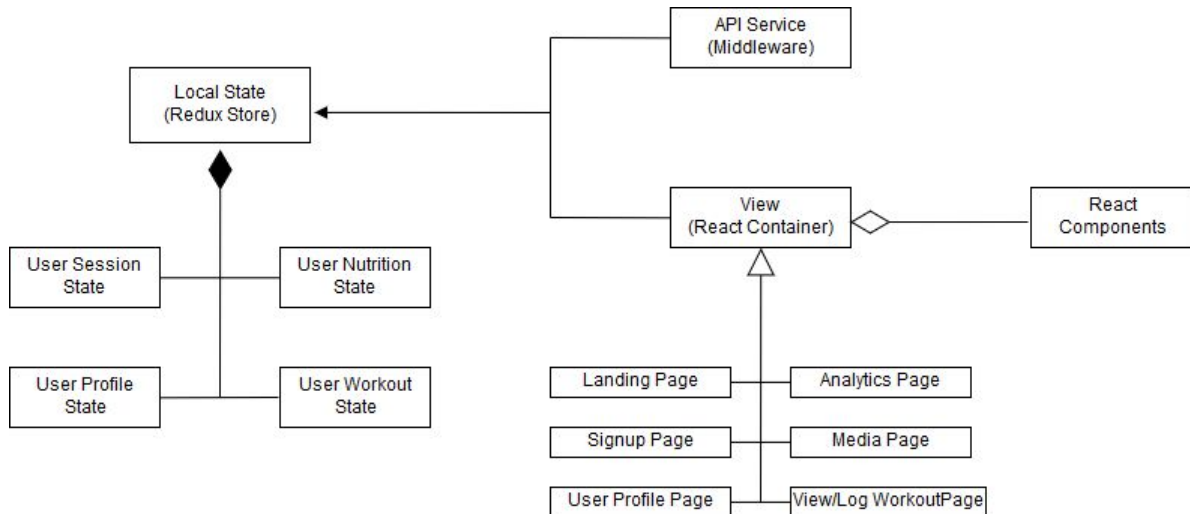 API Service
(Middleware)
Local State
(Redux Store)
View
(React Container)
React
Components
User Session
State
User Nutrition
State
User Profile
State
User Workout
State
Landing Page
Analytics Page
Signup Page
Media Page
User Profile Page
View/Log WorkoutPage